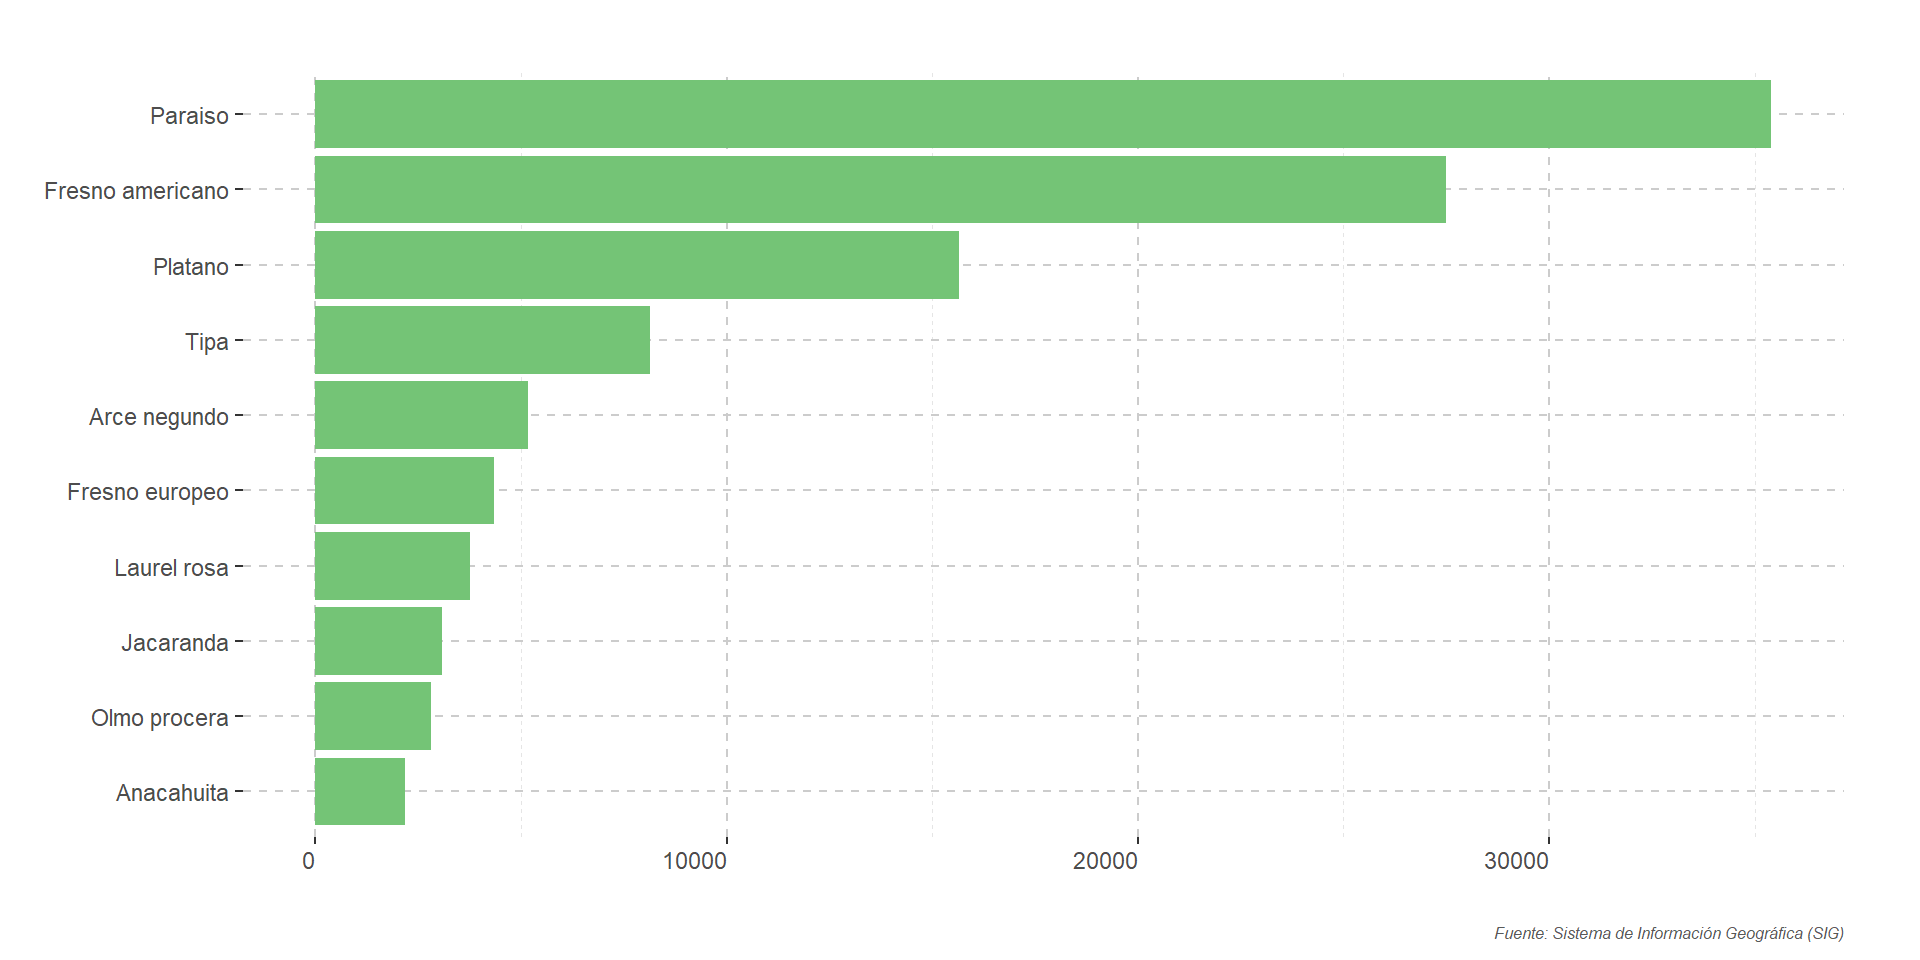 Paraiso
Fresno americano
Platano
Tipa
Arce negundo
Fresno europeo
Laurel rosa
Jacaranda
Olmo procera
Anacahuita
0 10000 20000 30000
Fuente: Sistema de Información Geográfica (SIG)